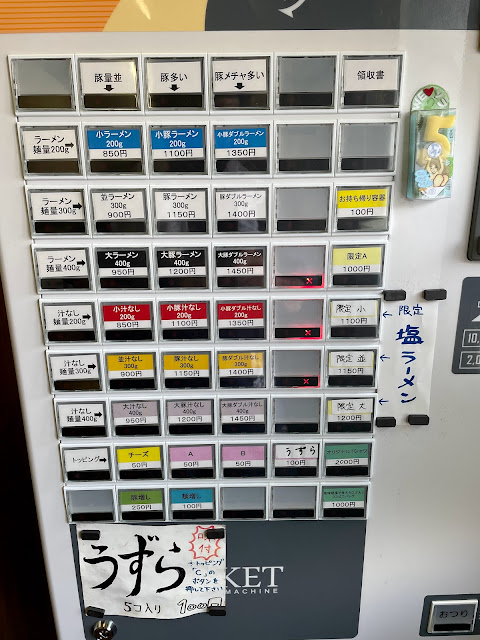 豚量並
豚多い
豚メチャ多い
領収書
ラーメン
麺量200g
小ラーメン
200g
850円
小豚ラーメン
200g
1100円
小豚ダブルラーメン
200g
1350円
ラーメン
麺量300g
並ラーメン
300g
900円
豚ラーメン
300g
1150円
豚ダブルラーメン
300g
1400円
お持ち帰り容器
100円
ラーメン
麺量400g
大ラーメン
400g
950円
大豚ラーメン
400g
1200円
大豚ダブルラーメン
400g
1450円
限定A
1000円
汁なし
麺量200g
小汁なし
200g
850円
小豚汁なし
200g
1100円
小豚ダブル汁なし
200g
1350円
限定 小
1100円
汁なし
麺量300g
並汁なし
300g
900円
豚汁なし
300g
1150円
豚ダブル汁なし
300g
1400円
限定 並
1150円
汁なし
麺量400g
大汁なし
400g
950円
大豚汁なし
400g
1200円
大豚ダブル汁なし
400g
1450円
限定 大
1200円
← 限定
塩ラーメン
トッピング
チーズ
50円
A
50円
B
50円
うずら
100円
2000円
豚増し
250円
1000円
うずら
5コ入り
100円
味付
トッピング
「C」の
ボタンを
押して下さい
KET
MACHINE
おつり
10,
2,0